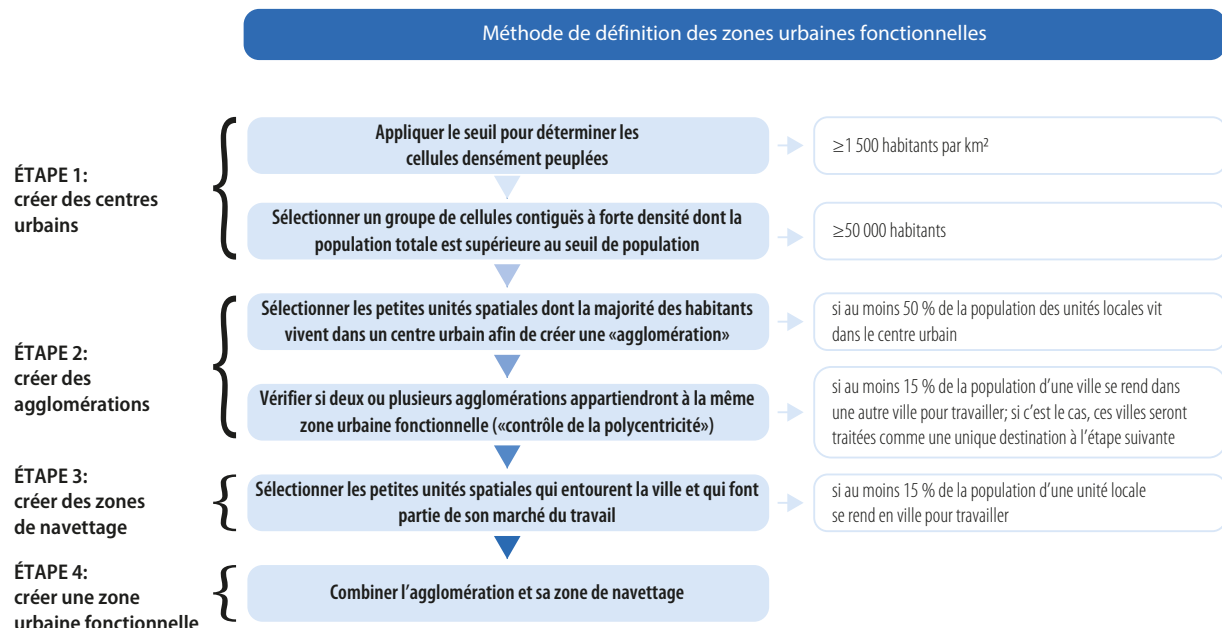 Méthode de définition des zones urbaines fonctionnelles
ÉTAPE 1:
créer des centres
urbains
Appliquer le seuil pour déterminer les
cellules densément peuplées
≥1 500 habitants par km²
Sélectionner un groupe de cellules contiguës à forte densité dont la
population totale est supérieure au seuil de population
≥50 000 habitants
ÉTAPE 2:
créer des
agglomérations
Sélectionner les petites unités spatiales dont la majorité des habitants
vivent dans un centre urbain afin de créer une «agglomération»
si au moins 50 % de la population des unités locales vit
dans le centre urbain
Vérifier si deux ou plusieurs agglomérations appartiendront à la même
zone urbaine fonctionnelle («contrôle de la polycentricité»)
si au moins 15 % de la population d’une ville se rend dans
une autre ville pour travailler; si c’est le cas, ces villes seront
traitées comme une unique destination à l’étape suivante
ÉTAPE 3:
créer des zones
de navettage
Sélectionner les petites unités spatiales qui entourent la ville et qui font
partie de son marché du travail
si au moins 15 % de la population d’une unité locale
se rend en ville pour travailler
ÉTAPE 4:
créer une zone
urbaine fonctionnelle
Combiner l’agglomération et sa zone de navettage